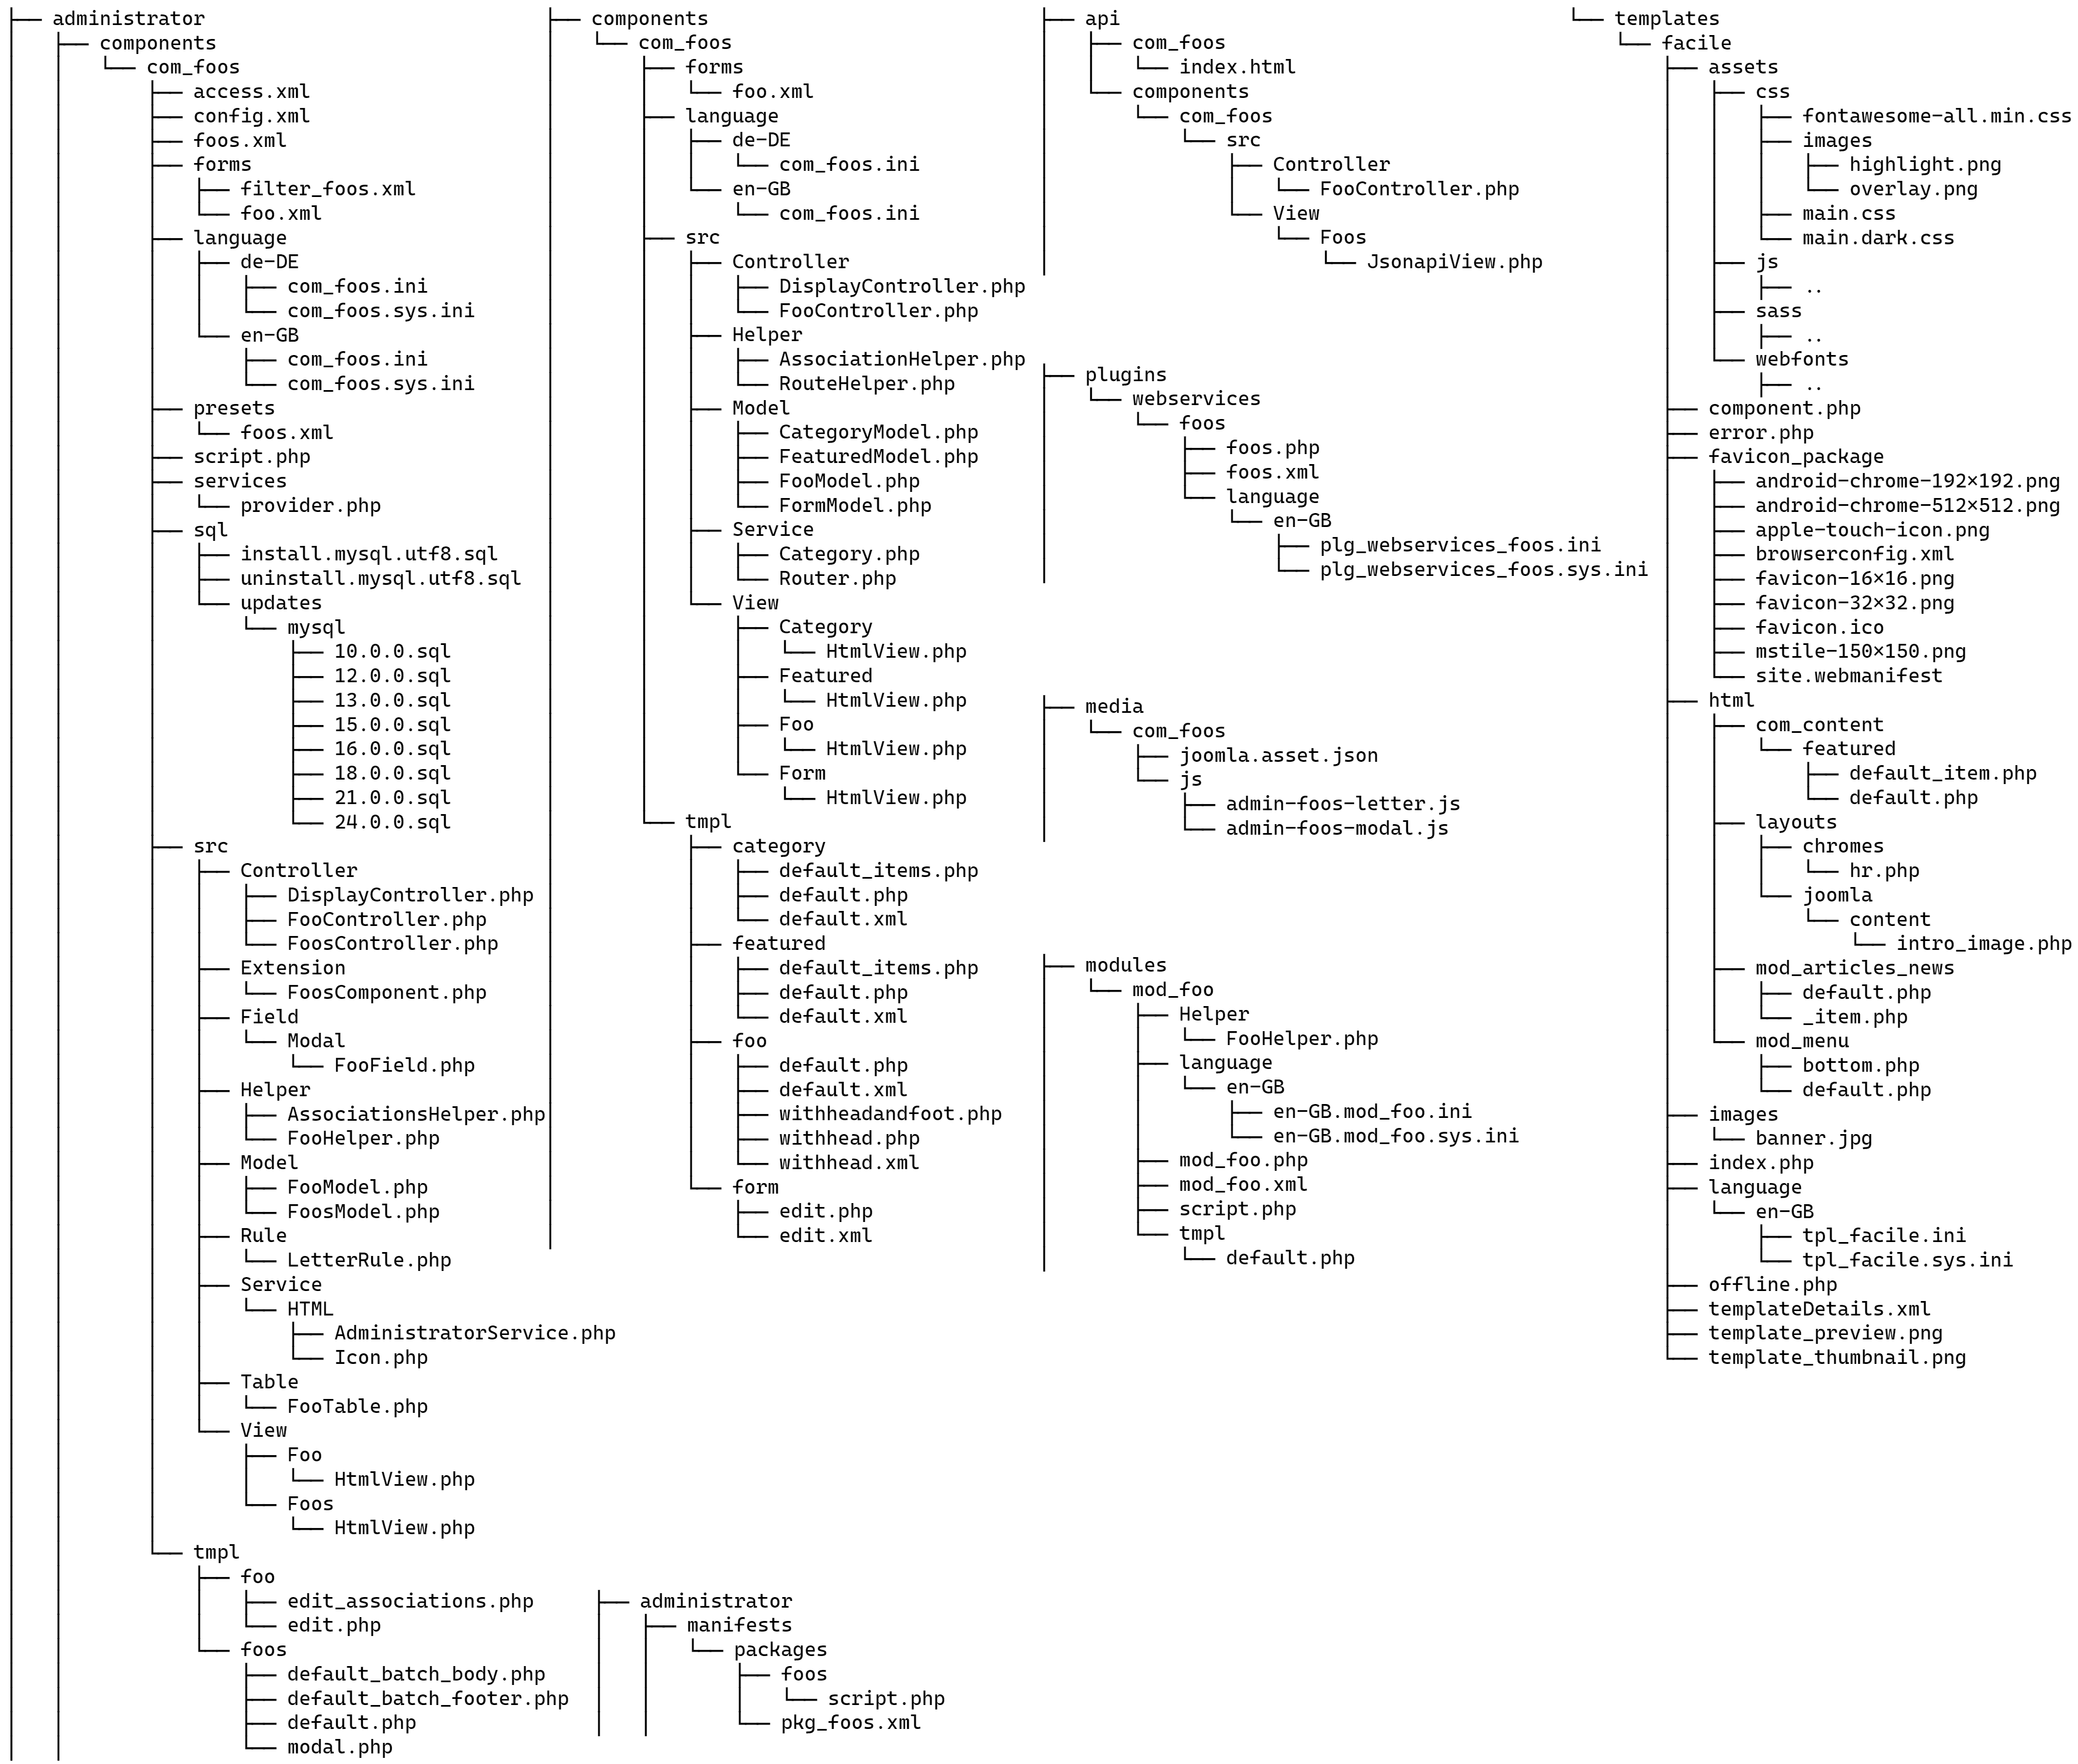 ├── administrator
│   ├── components
│   │   └── com_foos
│   │       ├── access.xml
│   │       ├── config.xml
│   │       ├── foos.xml
│   │       ├── forms
│   │       │   ├── filter_foos.xml
│   │       │   └── foo.xml
│   │       ├── language
│   │       │   ├── de-DE
│   │       │   │   ├── com_foos.ini
│   │       │   │   └── com_foos.sys.ini
│   │       │   └── en-GB
│   │       │       ├── com_foos.ini
│   │       │       └── com_foos.sys.ini
│   │       ├── presets
│   │       │   └── foos.xml
│   │       ├── script.php
│   │       ├── services
│   │       │   └── provider.php
│   │       ├── sql
│   │       │   ├── install.mysql.utf8.sql
│   │       │   ├── uninstall.mysql.utf8.sql
│   │       │   └── updates
│   │       │       └── mysql
│   │       │           ├── 10.0.0.sql
│   │       │           ├── 12.0.0.sql
│   │       │           ├── 13.0.0.sql
│   │       │           ├── 15.0.0.sql
│   │       │           ├── 16.0.0.sql
│   │       │           ├── 18.0.0.sql
│   │       │           ├── 21.0.0.sql
│   │       │           └── 24.0.0.sql
│   │       ├── src
│   │       │   ├── Controller
│   │       │   │   ├── DisplayController.php
│   │       │   │   ├── FooController.php
│   │       │   │   └── FoosController.php
│   │       │   ├── Extension
│   │       │   │   └── FoosComponent.php
│   │       │   ├── Field
│   │       │   │   └── Modal
│   │       │   │       └── FooField.php
│   │       │   ├── Helper
│   │       │   │   ├── AssociationsHelper.php
│   │       │   │   └── FooHelper.php
│   │       │   ├── Model
│   │       │   │   ├── FooModel.php
│   │       │   │   └── FoosModel.php
│   │       │   ├── Rule
│   │       │   │   └── LetterRule.php
│   │       │   ├── Service
│   │       │   │   └── HTML
│   │       │   │       ├── AdministratorService.php
│   │       │   │       └── Icon.php
│   │       │   ├── Table
│   │       │   │   └── FooTable.php
│   │       │   └── View
│   │       │       ├── Foo
│   │       │       │   └── HtmlView.php
│   │       │       └── Foos
│   │       │           └── HtmlView.php
│   │       └── tmpl
│   │           ├── foo
│   │           │   ├── edit_associations.php
│   │           │   └── edit.php
│   │           └── foos
│   │               ├── default_batch_body.php
│   │               ├── default_batch_footer.php
│   │               ├── default.php
│   │               └── modal.php
├── components
│   └── com_foos
│       ├── forms
│       │   └── foo.xml
│       ├── language
│       │   ├── de-DE
│       │   │   └── com_foos.ini
│       │   └── en-GB
│       │       └── com_foos.ini
│       ├── src
│       │   ├── Controller
│       │   │   ├── DisplayController.php
│       │   │   └── FooController.php
│       │   ├── Helper
│       │   │   ├── AssociationHelper.php
│       │   │   └── RouteHelper.php
│       │   ├── Model
│       │   │   ├── CategoryModel.php
│       │   │   ├── FeaturedModel.php
│       │   │   ├── FooModel.php
│       │   │   └── FormModel.php
│       │   ├── Service
│       │   │   ├── Category.php
│       │   │   └── Router.php
│       │   └── View
│       │       ├── Category
│       │       │   └── HtmlView.php
│       │       ├── Featured
│       │       │   └── HtmlView.php
│       │       ├── Foo
│       │       │   └── HtmlView.php
│       │       └── Form
│       │           └── HtmlView.php
│       └── tmpl
│           ├── category
│           │   ├── default_items.php
│           │   ├── default.php
│           │   └── default.xml
│           ├── featured
│           │   ├── default_items.php
│           │   ├── default.php
│           │   └── default.xml
│           ├── foo
│           │   ├── default.php
│           │   ├── default.xml
│           │   ├── withheadandfoot.php
│           │   ├── withhead.php
│           │   └── withhead.xml
│           └── form
│               ├── edit.php
│               └── edit.xml
├── administrator
│   ├── manifests
│   │   └── packages
│   │       ├── foos
│   │       │   └── script.php
│   │       └── pkg_foos.xml
├── api
│   ├── com_foos
│   │   └── index.html
│   └── components
│       └── com_foos
│           └── src
│               ├── Controller
│               │   └── FooController.php
│               └── View
│                   └── Foos
│                       └── JsonapiView.php
├── plugins
│   └── webservices
│       └── foos
│           ├── foos.php
│           ├── foos.xml
│           └── language
│               └── en-GB
│                   ├── plg_webservices_foos.ini
│                   └── plg_webservices_foos.sys.ini
├── media
│   └── com_foos
│       ├── joomla.asset.json
│       └── js
│           ├── admin-foos-letter.js
│           └── admin-foos-modal.js
├── modules
│   └── mod_foo
│       ├── Helper
│       │   └── FooHelper.php
│       ├── language
│       │   └── en-GB
│       │       ├── en-GB.mod_foo.ini
│       │       └── en-GB.mod_foo.sys.ini
│       ├── mod_foo.php
│       ├── mod_foo.xml
│       ├── script.php
│       └── tmpl
│           └── default.php
└── templates
    └── facile
        ├── assets
        │   ├── css
        │   │   ├── fontawesome-all.min.css
        │   │   ├── images
        │   │   │   ├── highlight.png
        │   │   │   └── overlay.png
        │   │   ├── main.css
        │   │   └── main.dark.css
        │   ├── js
        │   │   ├── ..
        │   ├── sass
        │   │   ├── ..
        │   └── webfonts
        │       ├── ..
        ├── component.php
        ├── error.php
        ├── favicon_package
        │   ├── android-chrome-192×192.png
        │   ├── android-chrome-512×512.png
        │   ├── apple-touch-icon.png
        │   ├── browserconfig.xml
        │   ├── favicon-16×16.png
        │   ├── favicon-32×32.png
        │   ├── favicon.ico
        │   ├── mstile-150×150.png
        │   └── site.webmanifest
        ├── html
        │   ├── com_content
        │   │   └── featured
        │   │       ├── default_item.php
        │   │       └── default.php
        │   ├── layouts
        │   │   ├── chromes
        │   │   │   └── hr.php
        │   │   └── joomla
        │   │       └── content
        │   │           └── intro_image.php
        │   ├── mod_articles_news
        │   │   ├── default.php
        │   │   └── _item.php
        │   └── mod_menu
        │       ├── bottom.php
        │       └── default.php
        ├── images
        │   └── banner.jpg
        ├── index.php
        ├── language
        │   └── en-GB
        │       ├── tpl_facile.ini
        │       └── tpl_facile.sys.ini
        ├── offline.php
        ├── templateDetails.xml
        ├── template_preview.png
        └── template_thumbnail.png